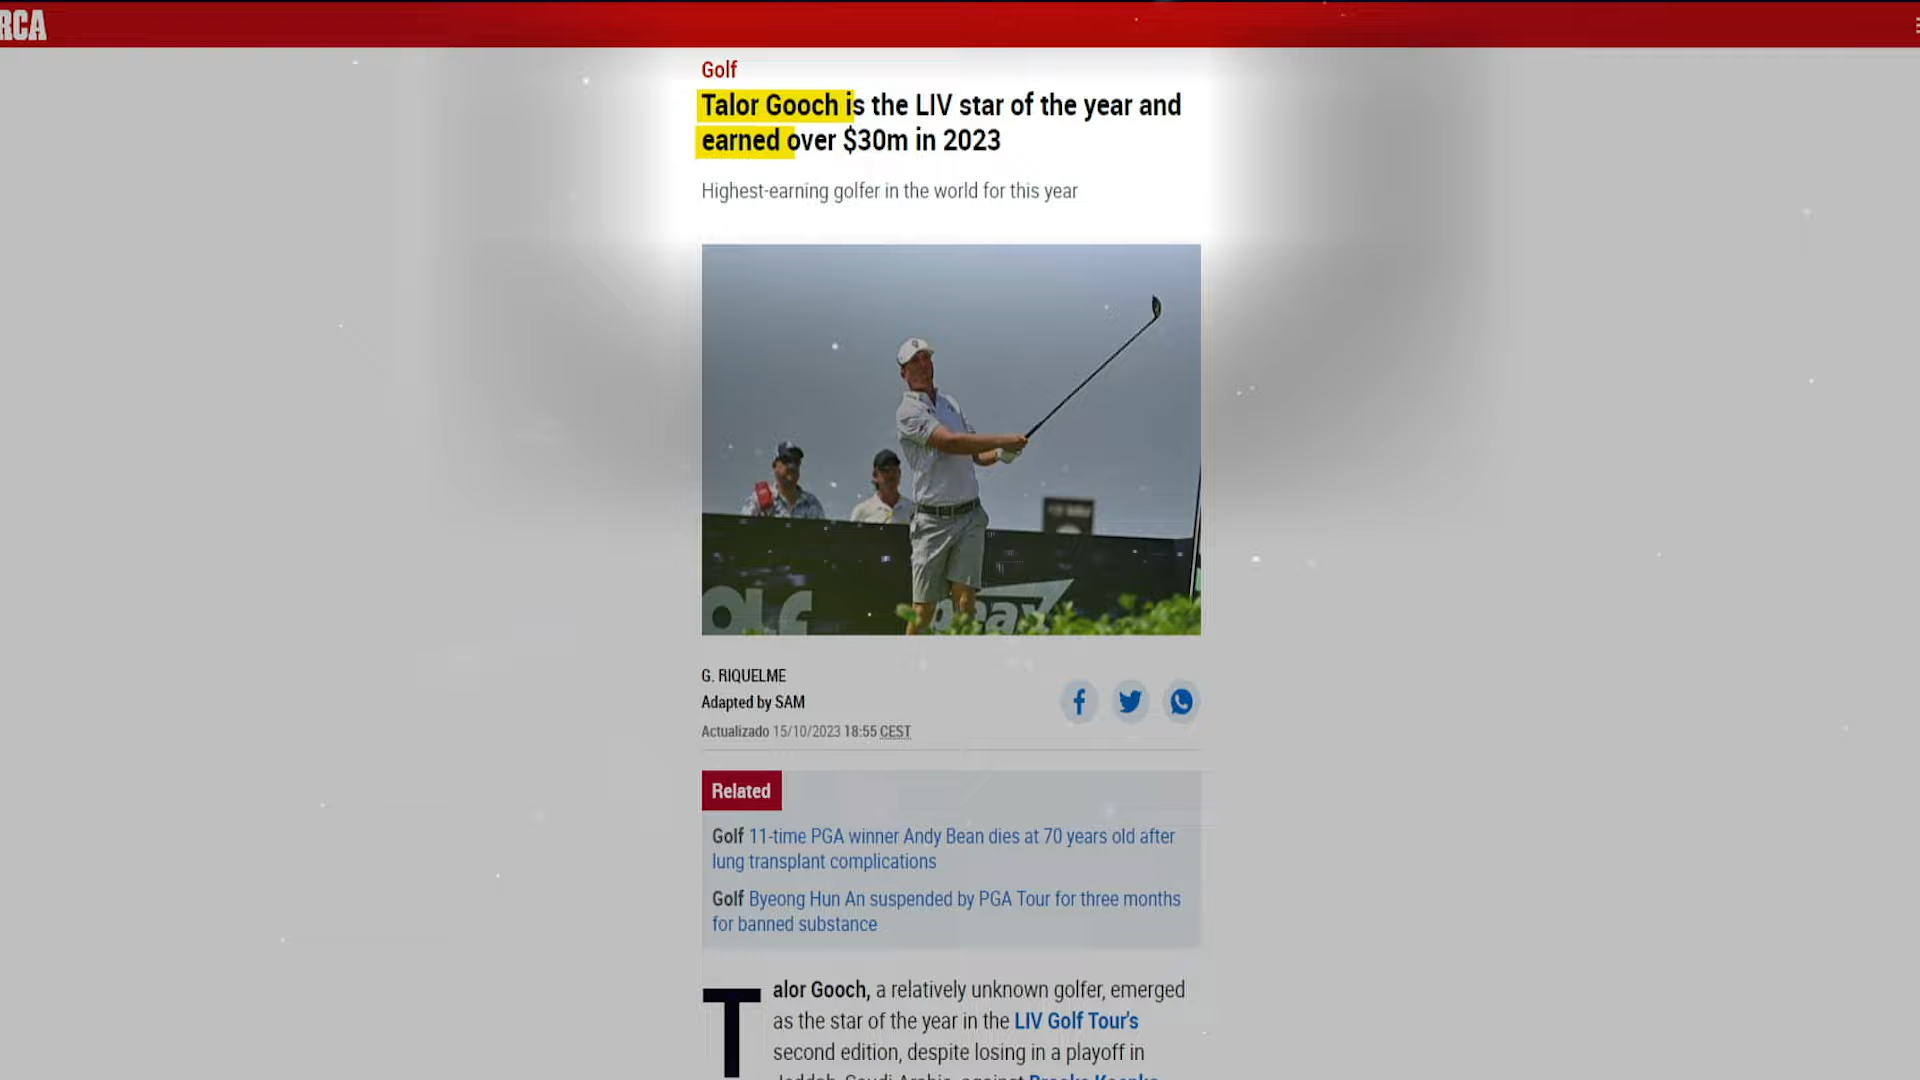 RCA
Golf
Talor Gooch is the LIV star of the year and
earned over $30m in 2023
Highest-earning golfer in the world for this year
G. RIQUELME
Adapted by SAM
Actualizado 15/10/2023 18:55 CEST
Related
Golf 11-time PGA winner Andy Bean dies at 70 years old after
lung transplant complications
Golf Byeong Hun An suspended by PGA Tour for three months
for banned substance
Talor Gooch, a relatively unknown golfer, emerged
as the star of the year in the LIV Golf Tour's
second edition, despite losing in a playoff in